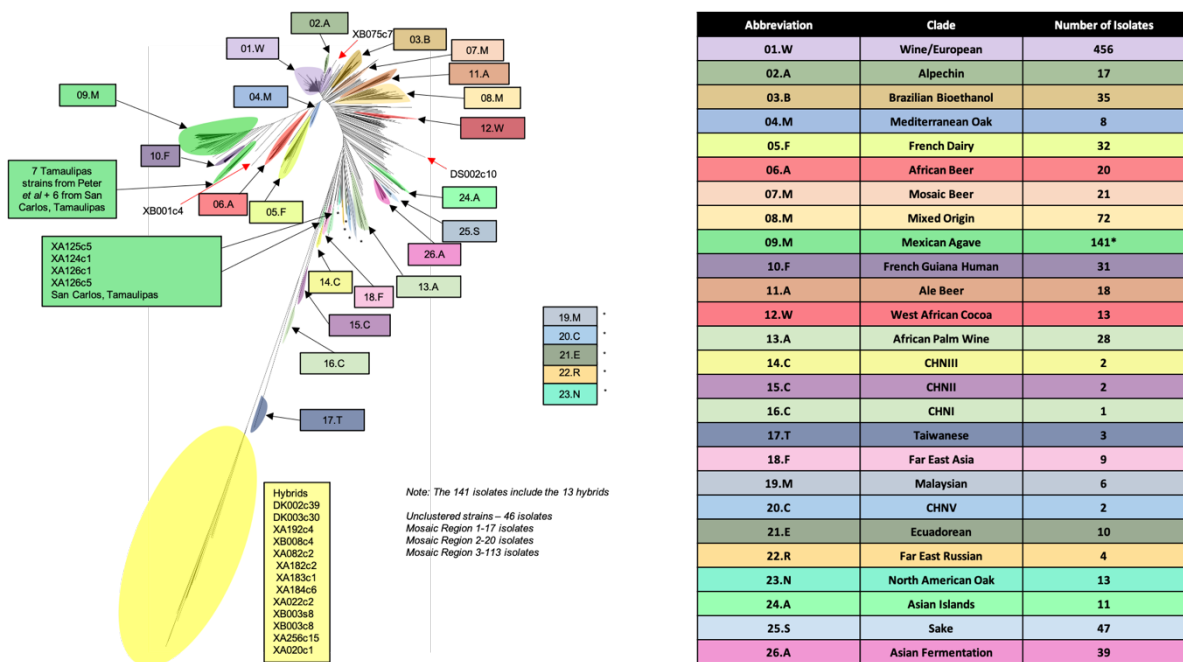 02.A
XB075c7
03.B
01.W
07.M
11.A
09.M
04.M
08.M
12.W
10.F
7 Tamaulipas
strains from Peter
et al + 6 from San
Carlos, Tamaulipas
XB001c4
06.A
05.F
DS002c10
24.A
25.S
26.A
XA125c5
XA124c1
XA126c1
XA126c5
San Carlos, Tamaulipas
14.C
18.F
13.A
15.C
16.C
19.M *
20.C *
21.E *
22.R *
23.N *
17.T
Hybrids
DK002c39
DK003c30
XA192c4
XB008c4
XA082c2
XA182c2
XA183c1
XA184c6
XA022c2
XB003s8
XB003c8
XA256c15
XA020c1
Note: The 141 isolates include the 13 hybrids
Unclustered strains – 46 isolates
Mosaic Region 1-17 isolates
Mosaic Region 2-20 isolates
Mosaic Region 3-113 isolates
Abbreviation Clade Number of Isolates
01.W Wine/European 456
02.A Alpechin 17
03.B Brazilian Bioethanol 35
04.M Mediterranean Oak 8
05.F French Dairy 32
06.A African Beer 20
07.M Mosaic Beer 21
08.M Mixed Origin 72
09.M Mexican Agave 141*
10.F French Guiana Human 31
11.A Ale Beer 18
12.W West African Cocoa 13
13.A African Palm Wine 28
14.C CHNIII 2
15.C CHNII 2
16.C CHNI 1
17.T Taiwanese 3
18.F Far East Asia 9
19.M Malaysian 6
20.C CHNV 2
21.E Ecuadorean 10
22.R Far East Russian 4
23.N North American Oak 13
24.A Asian Islands 11
25.S Sake 47
26.A Asian Fermentation 39